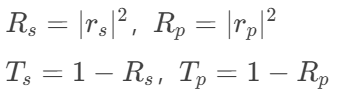 R_s = |r_s|^2, R_p = |r_p|^2
T_s = 1 − R_s, T_p = 1 − R_p